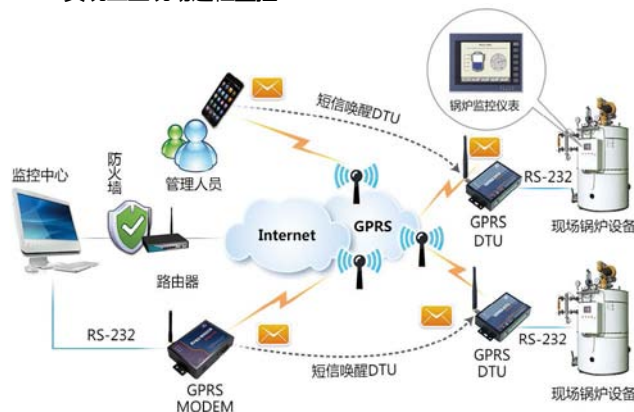 短信唤醒DTU
锅炉监控仪表
防火墙
监控中心
管理人员
RS-232
GPRS
DTU
现场锅炉设备
Internet
GPRS
路由器
RS-232
GPRS
MODEM
短信唤醒DTU
GPRS
DTU
RS-232
现场锅炉设备